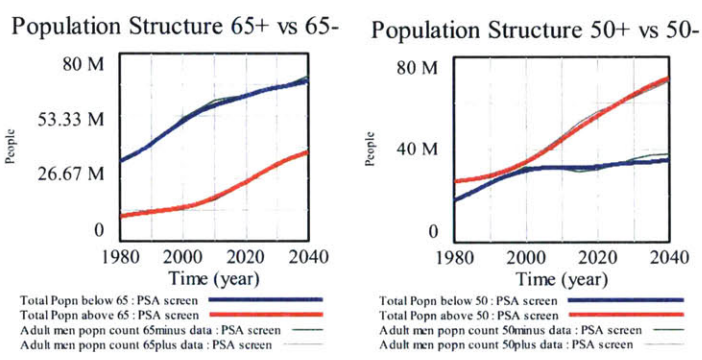 Population Structure 65+ vs 65-
80 M
53.33 M
26.67 M
0
People
1980 2000 2020 2040
Time (year)
Total Popn below 65 : PSA screen
Total Popn above 65 : PSA screen
Adult men popn count 65minus data : PSA screen
Adult men popn count 65plus data : PSA screen
Population Structure 50+ vs 50-
80 M
40 M
0
People
1980 2000 2020 2040
Time (year)
Total Popn below 50 : PSA screen
Total Popn above 50 : PSA screen
Adult men popn count 50minus data : PSA screen
Adult men popn count 50plus data : PSA screen